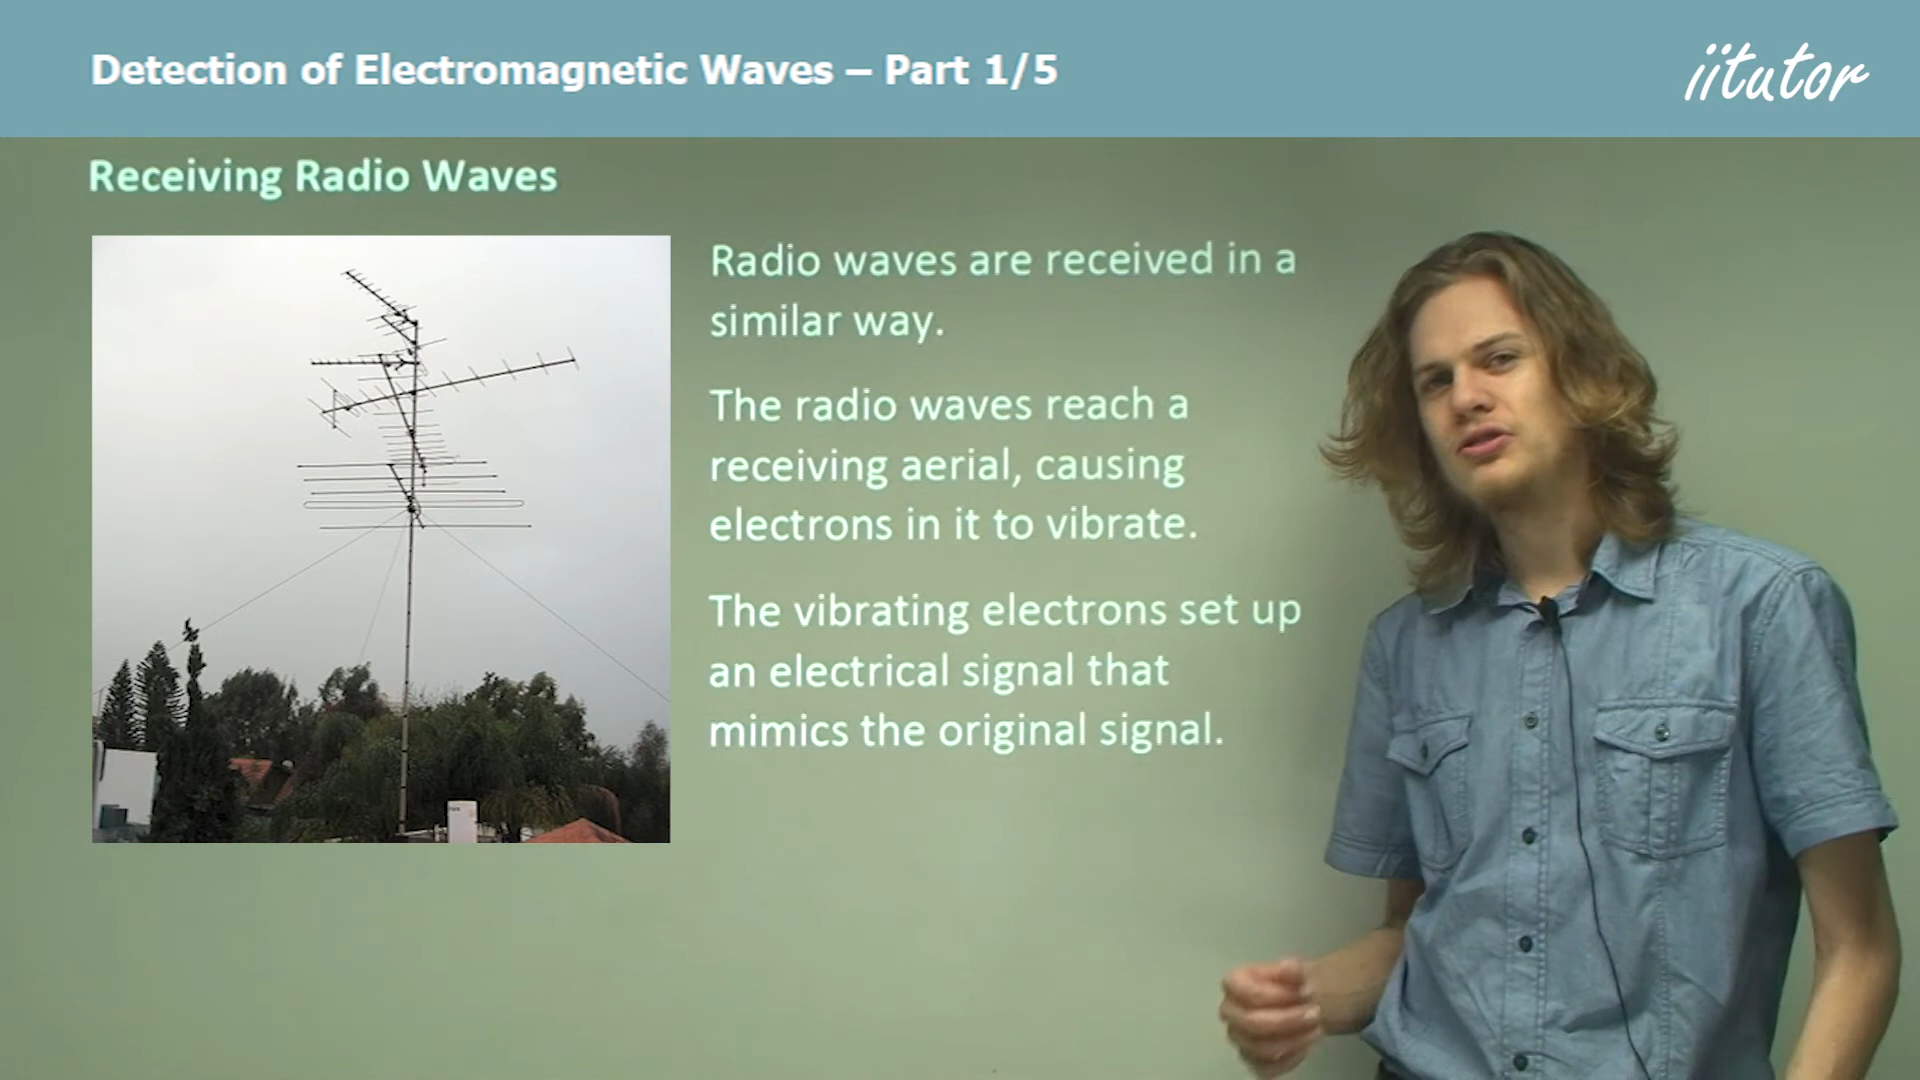 Detection of Electromagnetic Waves – Part 1/5
iitutor
Receiving Radio Waves
Radio waves are received in a
similar way.
The radio waves reach a
receiving aerial, causing
electrons in it to vibrate.
The vibrating electrons set up
an electrical signal that
mimics the original signal.